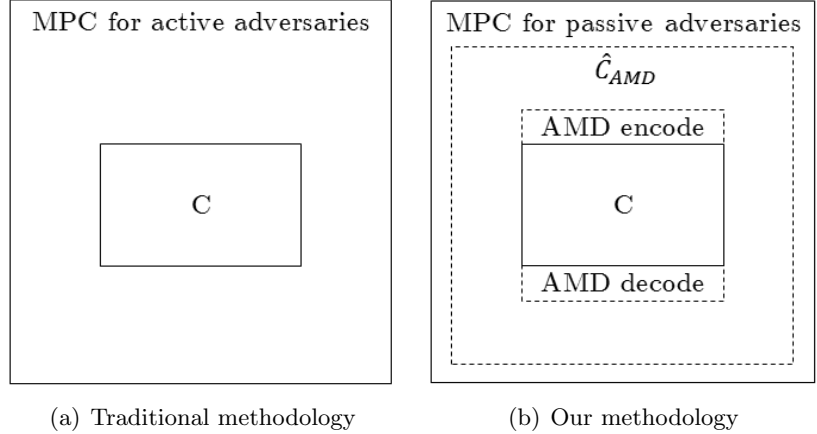 MPC for active adversaries
C
(a) Traditional methodology
MPC for passive adversaries
Ĉ_AMD
AMD encode
C
AMD decode
(b) Our methodology